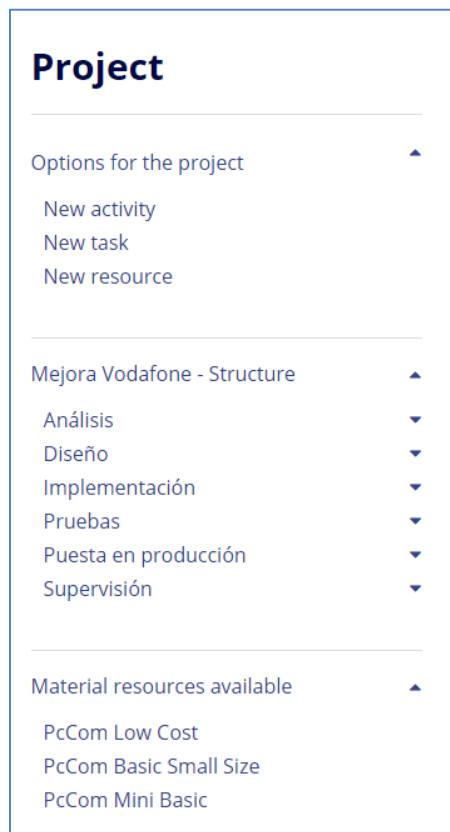 Project
Options for the project
New activity
New task
New resource
Mejora Vodafone - Structure
Análisis
Diseño
Implementación
Pruebas
Puesta en producción
Supervisión
Material resources available
PcCom Low Cost
PcCom Basic Small Size
PcCom Mini Basic